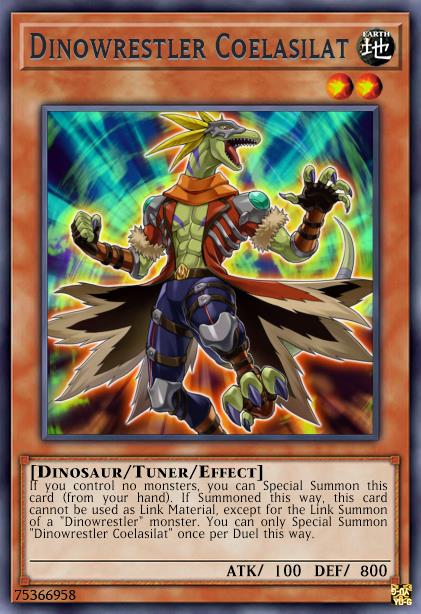 DINOWRESTLER COELASILAT
EARTH
地
[DINOSAUR/TUNER/EFFECT]
If you control no monsters, you can Special Summon this
card (from your hand). If Summoned this way, this card
cannot be used as Link Material, except for the Link Summon
of a "Dinowrestler" monster. You can only Special Summon
"Dinowrestler Coelasilat" once per Duel this way.
ATK/ 100 DEF/ 800
75366958